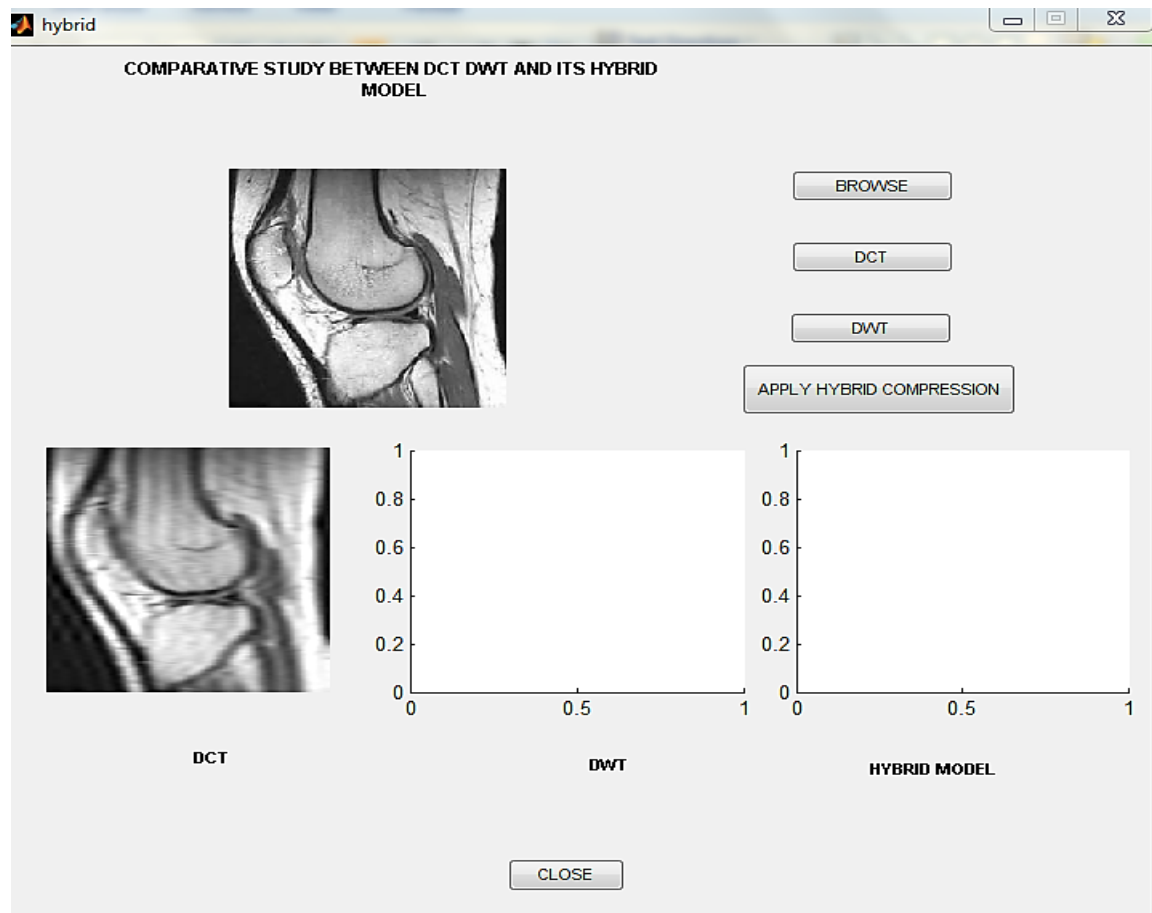 hybrid
COMPARATIVE STUDY BETWEEN DCT DWT AND ITS HYBRID
MODEL
BROWSE
DCT
DWT
APPLY HYBRID COMPRESSION
1
0.8
0.6
0.4
0.2
0
0 0.5 1
1
0.8
0.6
0.4
0.2
0
0 0.5 1
DCT
DWT
HYBRID MODEL
CLOSE